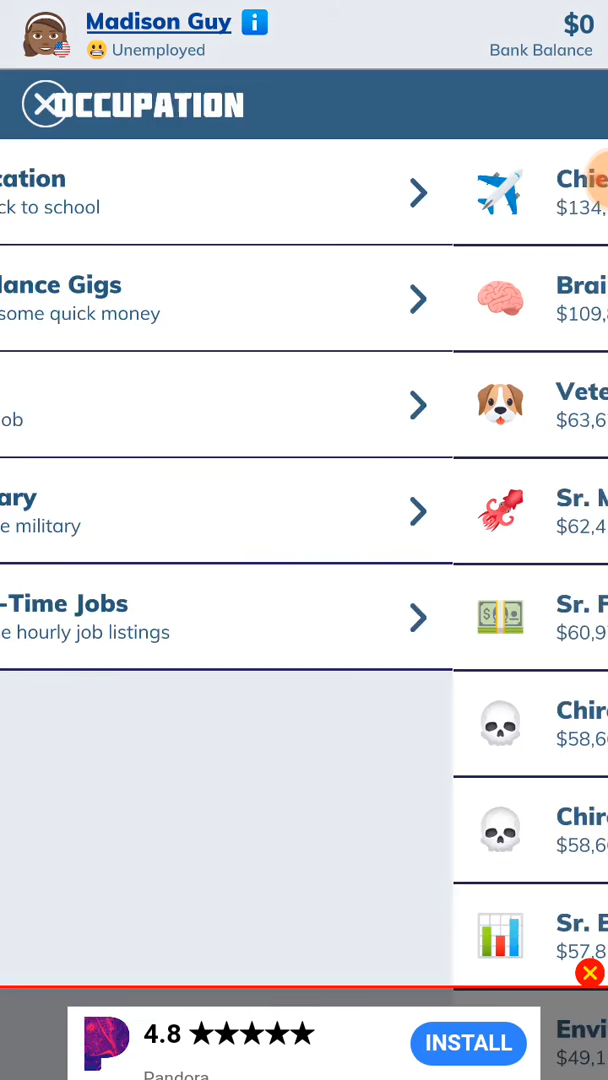 Madison Guy
Unemployed
$0
Bank Balance
OCCUPATION
cation
ck to school
lance Gigs
some quick money
ob
ary
e military
-Time Jobs
e hourly job listings
Chie
$134,
Brai
$109,
Vete
$63,6
Sr. M
$62,4
Sr. F
$60,9
Chir
$58,6
Chir
$58,6
Sr. E
$57,8
Envi
$49,1
4.8 ★★★★★
Pandora
INSTALL